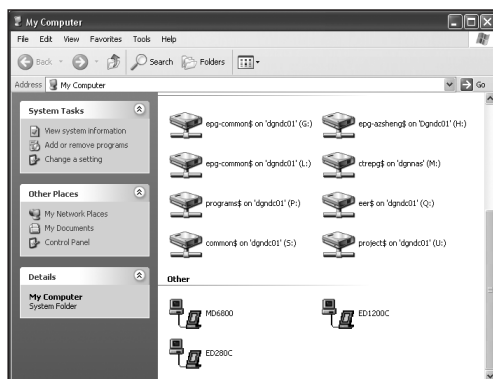 My Computer
File Edit View Favorites Tools Help
Back Search Folders
Address My Computer Go
System Tasks
View system information
Add or remove programs
Change a setting
Other Places
My Network Places
My Documents
Control Panel
Details
My Computer
System Folder
epg-common$ on 'dgndc01' (G:)
epg-azsheng$ on 'Dgndc01' (H:)
epg-common$ on 'dgndc01' (L:)
ctrepg$ on 'dgnnas' (M:)
programs$ on 'dgndc01' (P:)
eer$ on 'dgndc01' (Q:)
common$ on 'dgndc01' (S:)
project$ on 'dgndc01' (U:)
Other
MD6800
ED1200C
ED280C